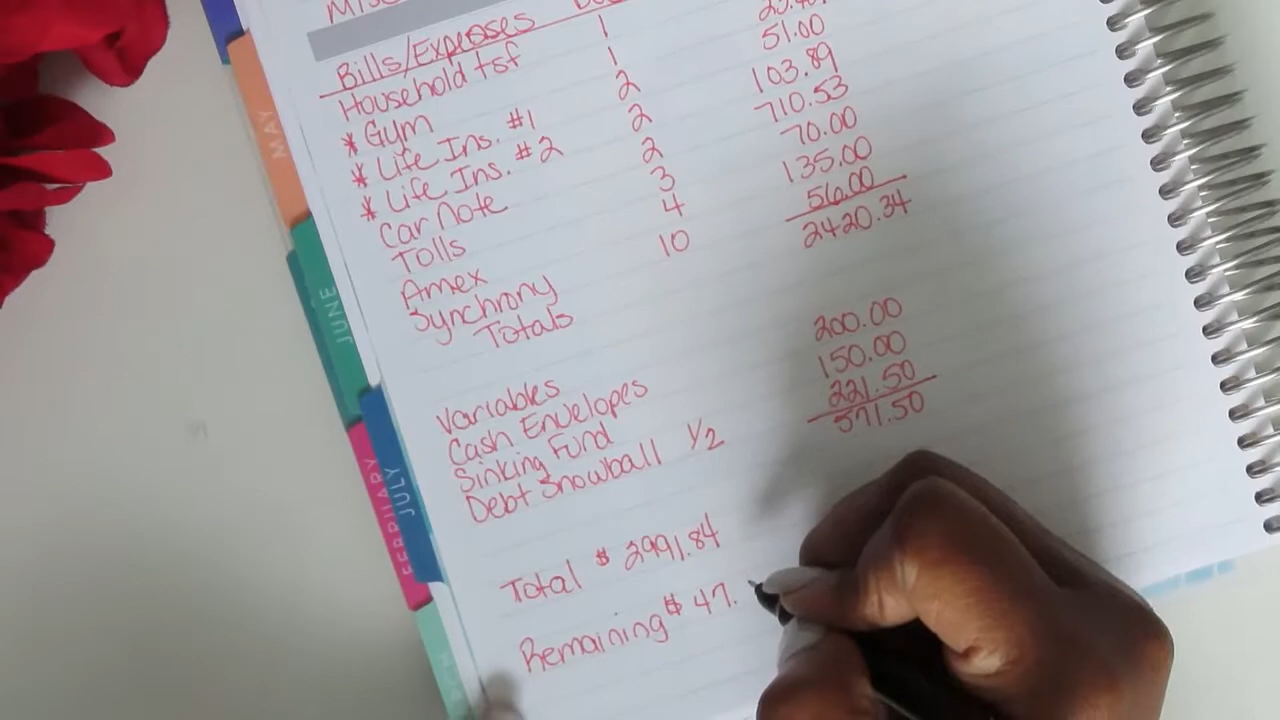 Bills/Expenses
Household tsf 1
* Gym 1
* Life Ins. #1 2 51.00
* Life Ins. #2 2 103.89
Car Note 2 710.53
Tolls 3 70.00
Amex 4 135.00
Synchrony 10 56.00
Totals 2420.34
Variables
Cash Envelopes 200.00
Sinking Fund 150.00
Debt Snowball 1/2 221.50
571.50
Total $ 2991.84
Remaining $ 47.
MAY
JUNE
JULY
FEBRUARY